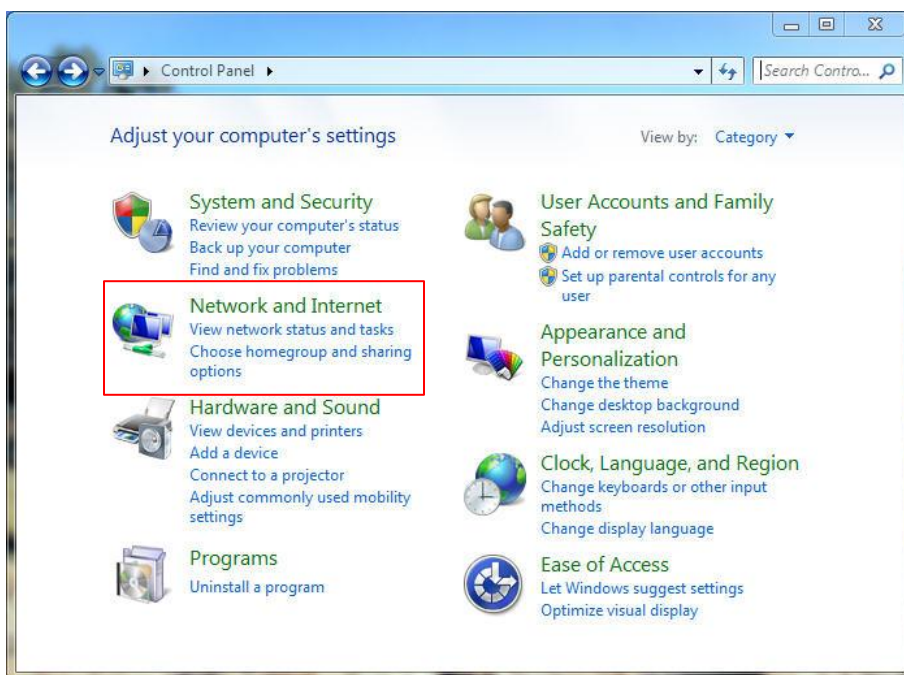 Control Panel
Search Contro...
Adjust your computer's settings
View by: Category
System and Security
Review your computer's status
Back up your computer
Find and fix problems
Network and Internet
View network status and tasks
Choose homegroup and sharing
options
Hardware and Sound
View devices and printers
Add a device
Connect to a projector
Adjust commonly used mobility
settings
Programs
Uninstall a program
User Accounts and Family
Safety
Add or remove user accounts
Set up parental controls for any
user
Appearance and
Personalization
Change the theme
Change desktop background
Adjust screen resolution
Clock, Language, and Region
Change keyboards or other input
methods
Change display language
Ease of Access
Let Windows suggest settings
Optimize visual display